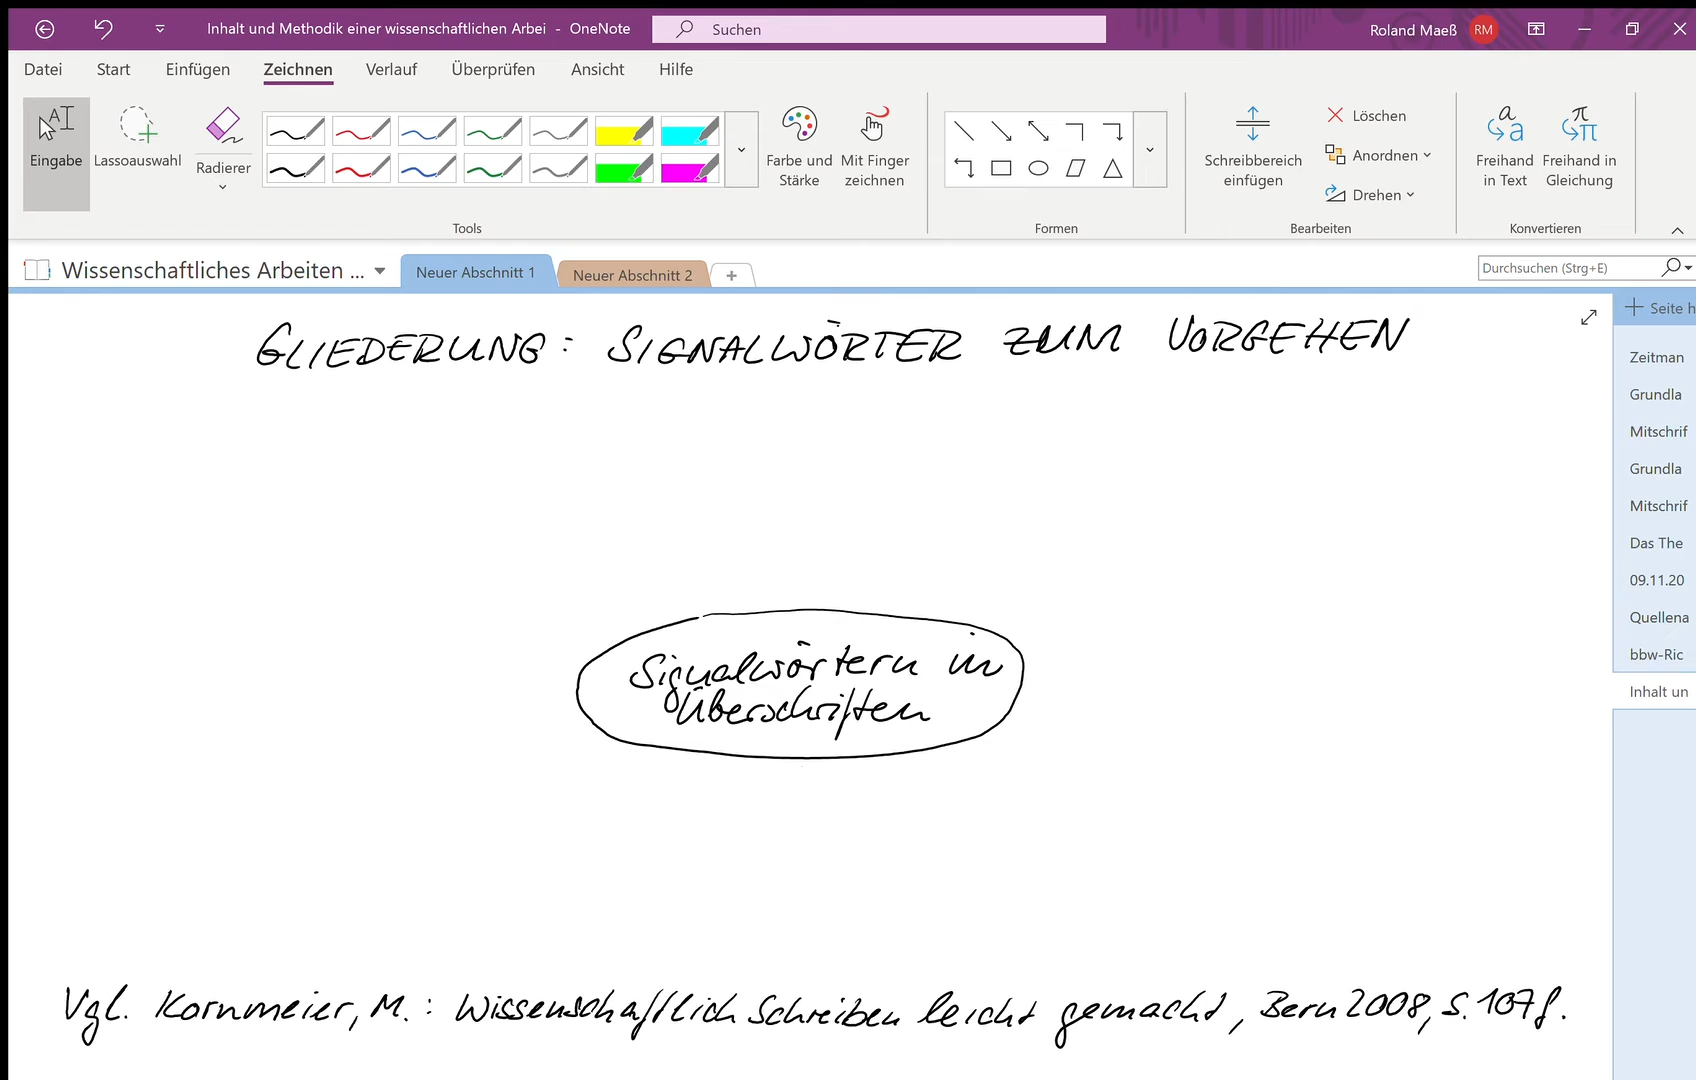 Inhalt und Methodik einer wissenschaftlichen Arbei - OneNote
Suchen
Roland Maeß RM
Datei Start Einfügen Zeichnen Verlauf Überprüfen Ansicht Hilfe
Eingabe
Lassoauswahl
Radierer
Farbe und Stärke
Mit Finger zeichnen
Tools
Formen
Schreibbereich einfügen
Löschen
Anordnen
Drehen
Bearbeiten
Freihand in Text
Freihand in Gleichung
Konvertieren
Wissenschaftliches Arbeiten ...
Neuer Abschnitt 1
Neuer Abschnitt 2
Durchsuchen (Strg+E)
GLIEDERUNG: SIGNALWÖRTER ZUM VORGEHEN
Signalwörtern in
Überschriften
Vgl. Kornmeier, M.: Wissenschaftlich Schreiben leicht gemacht, Bern 2008, S. 107f.
Seite h
Zeitman
Grundla
Mitschrif
Grundla
Mitschrif
Das The
09.11.20
Quellena
bbw-Ric
Inhalt un